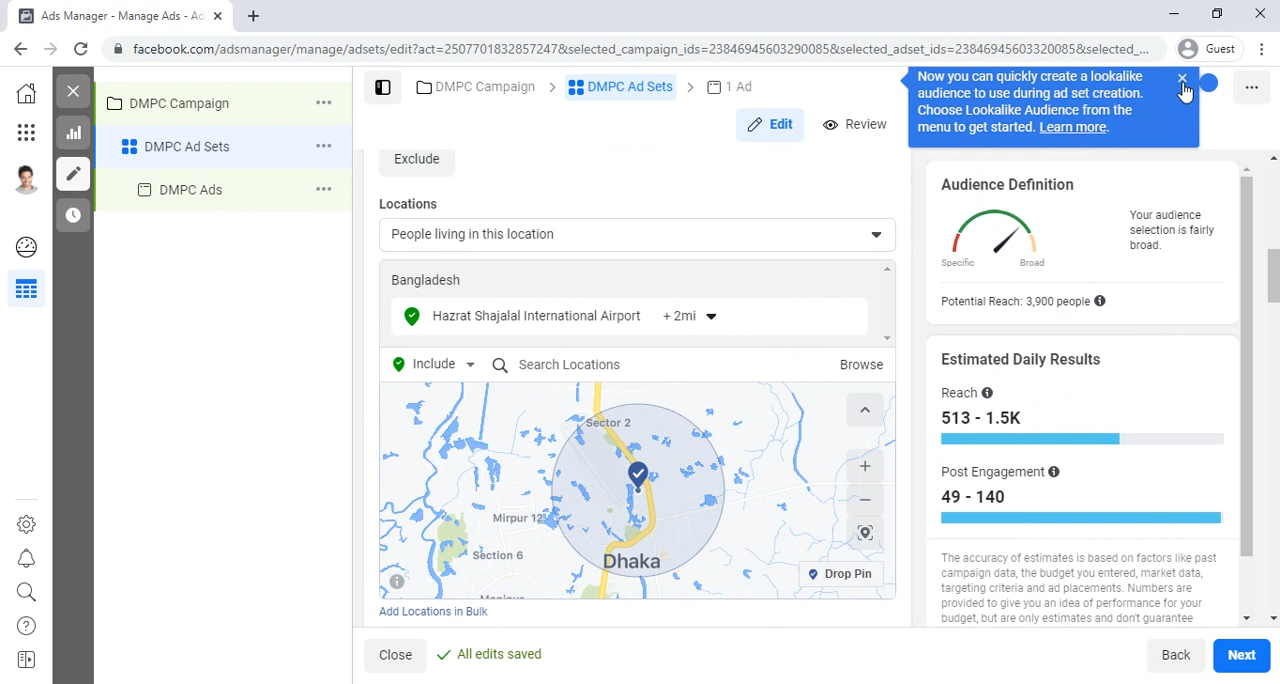 Ads Manager - Manage Ads - Ad
Guest
facebook.com/adsmanager/manage/adsets/edit?act=2507701832857247&selected_campaign_ids=23846945603290085&selected_adset_ids=23846945603320085&selected_...
DMPC Campaign
DMPC Ad Sets
DMPC Ads
DMPC Campaign > DMPC Ad Sets > 1 Ad
Edit
Review
Now you can quickly create a lookalike
audience to use during ad set creation.
Choose Lookalike Audience from the
menu to get started. Learn more.
Exclude
Locations
People living in this location
Bangladesh
Hazrat Shajalal International Airport + 2mi
Include
Search Locations
Browse
Sector 2
Mirpur 12
Section 6
Dhaka
Drop Pin
Add Locations in Bulk
Audience Definition
Specific
Broad
Your audience
selection is fairly
broad.
Potential Reach: 3,900 people
Estimated Daily Results
Reach
513 - 1.5K
Post Engagement
49 - 140
The accuracy of estimates is based on factors like past
campaign data, the budget you entered, market data,
targeting criteria and ad placements. Numbers are
provided to give you an idea of performance for your
budget, but are only estimates and don't guarantee
Close
All edits saved
Back
Next